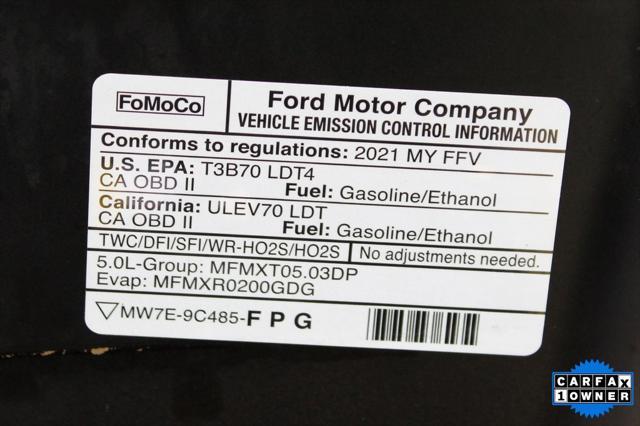 FoMoCo
Ford Motor Company
VEHICLE EMISSION CONTROL INFORMATION
Conforms to regulations: 2021 MY FFV
U.S. EPA: T3B70 LDT4
CA OBD II Fuel: Gasoline/Ethanol
California: ULEV70 LDT
CA OBD II Fuel: Gasoline/Ethanol
TWC/DFI/SFI/WR-HO2S/HO2S No adjustments needed.
5.0L-Group: MFMXT05.03DP
Evap: MFMXR0200GDG
MW7E-9C485-F P G
CARFAX
1 OWNER